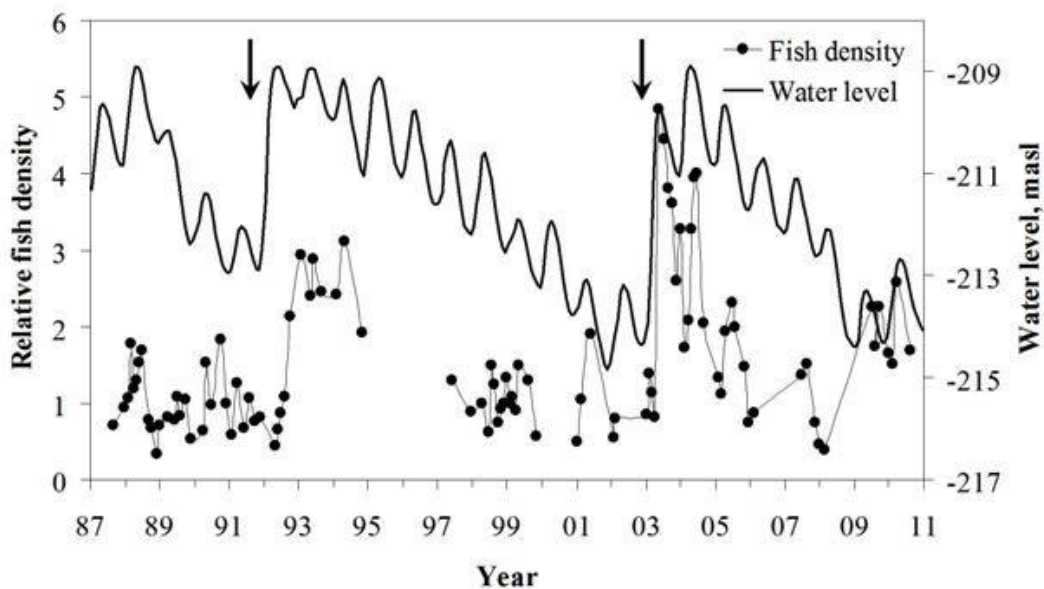 6
5
4
3
2
1
0
Relative fish density
Fish density
Water level
-209
-211
-213
-215
-217
Water level, masl
87 89 91 93 95 97 99 01 03 05 07 09 11
Year